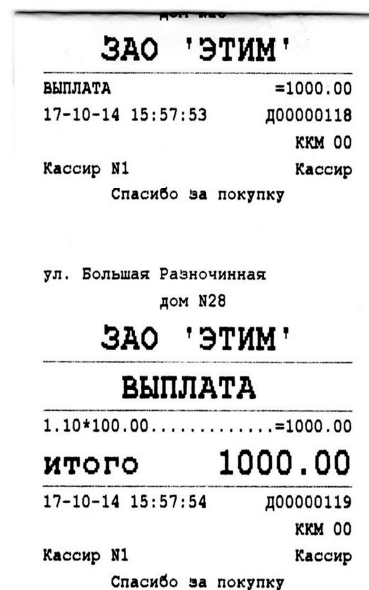 дом N28
ЗАО 'ЭТИМ'
ВЫПЛАТА =1000.00
17-10-14 15:57:53 Д00000118
ККМ 00
Кассир N1 Кассир
Спасибо за покупку
ул. Большая Разночинная
дом N28
ЗАО 'ЭТИМ'
ВЫПЛАТА
1.10*100.00.............=1000.00
итого 1000.00
17-10-14 15:57:54 Д00000119
ККМ 00
Кассир N1 Кассир
Спасибо за покупку